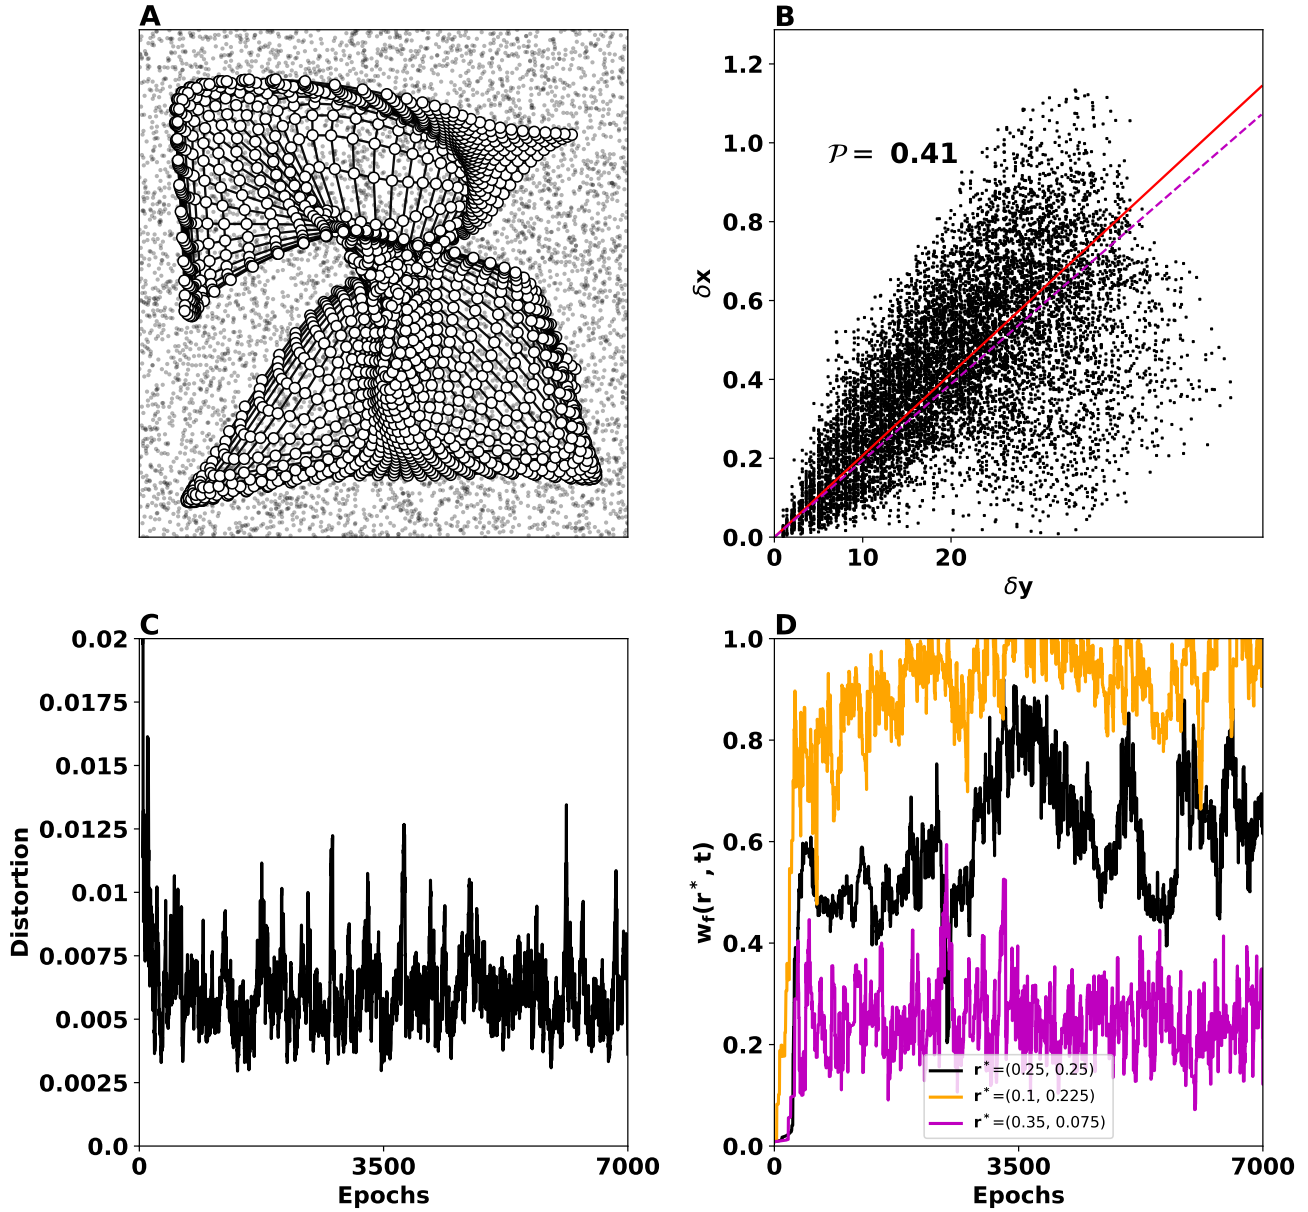 A
B
1.2
1.0
0.8
0.6
0.4
0.2
0.0
δx
𝒫 = 0.41
0 10 20
δy
C
0.02
0.0175
0.015
0.0125
0.01
0.0075
0.005
0.0025
0.0
Distortion
0 3500 7000
Epochs
D
1.0
0.8
0.6
0.4
0.2
0.0
w_f(r*, t)
r*=(0.25, 0.25)
r*=(0.1, 0.225)
r*=(0.35, 0.075)
0 3500 7000
Epochs